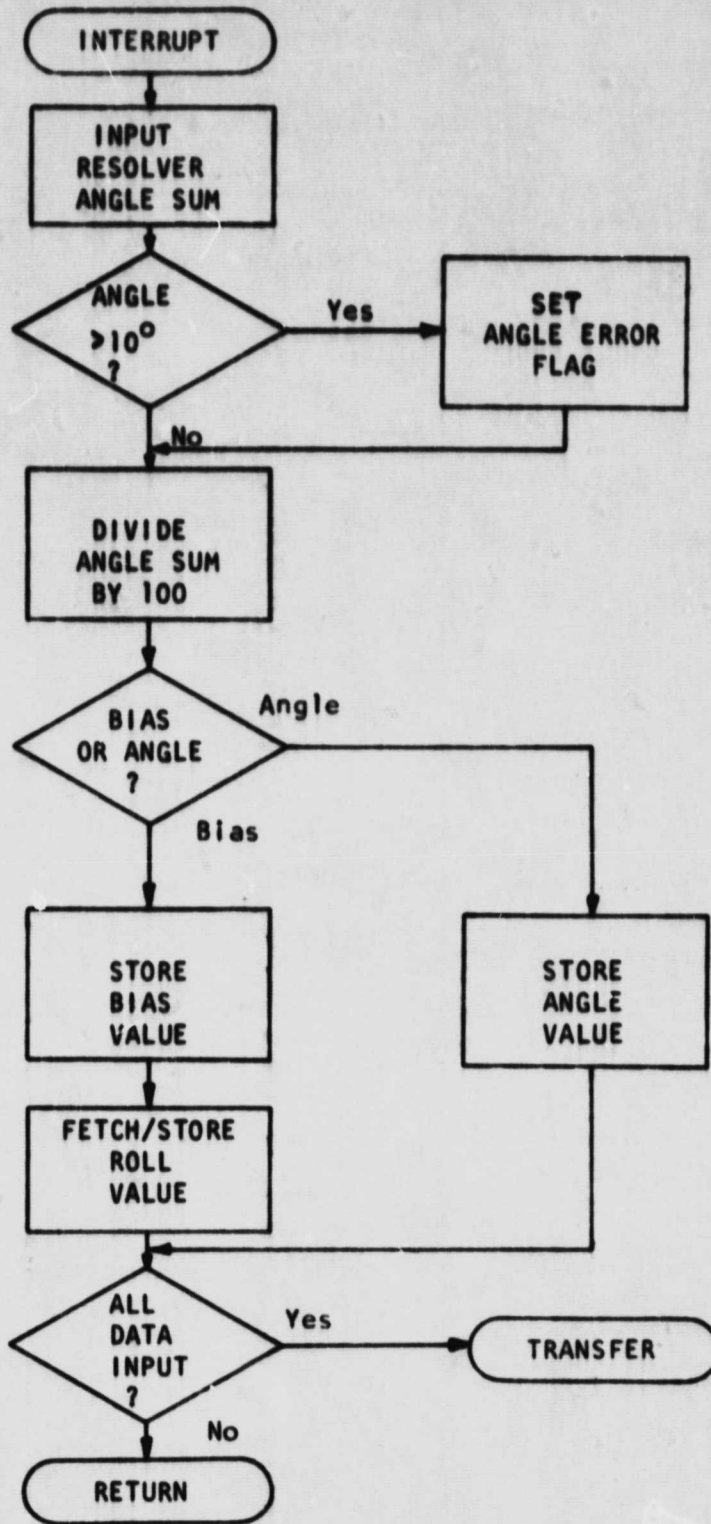 INTERRUPT
INPUT
RESOLVER
ANGLE SUM
ANGLE
>10°
?
Yes
SET
ANGLE ERROR
FLAG
No
DIVIDE
ANGLE SUM
BY 100
BIAS
OR ANGLE
?
Angle
Bias
STORE
BIAS
VALUE
STORE
ANGLE
VALUE
FETCH/STORE
ROLL
VALUE
ALL
DATA
INPUT
?
Yes
TRANSFER
No
RETURN